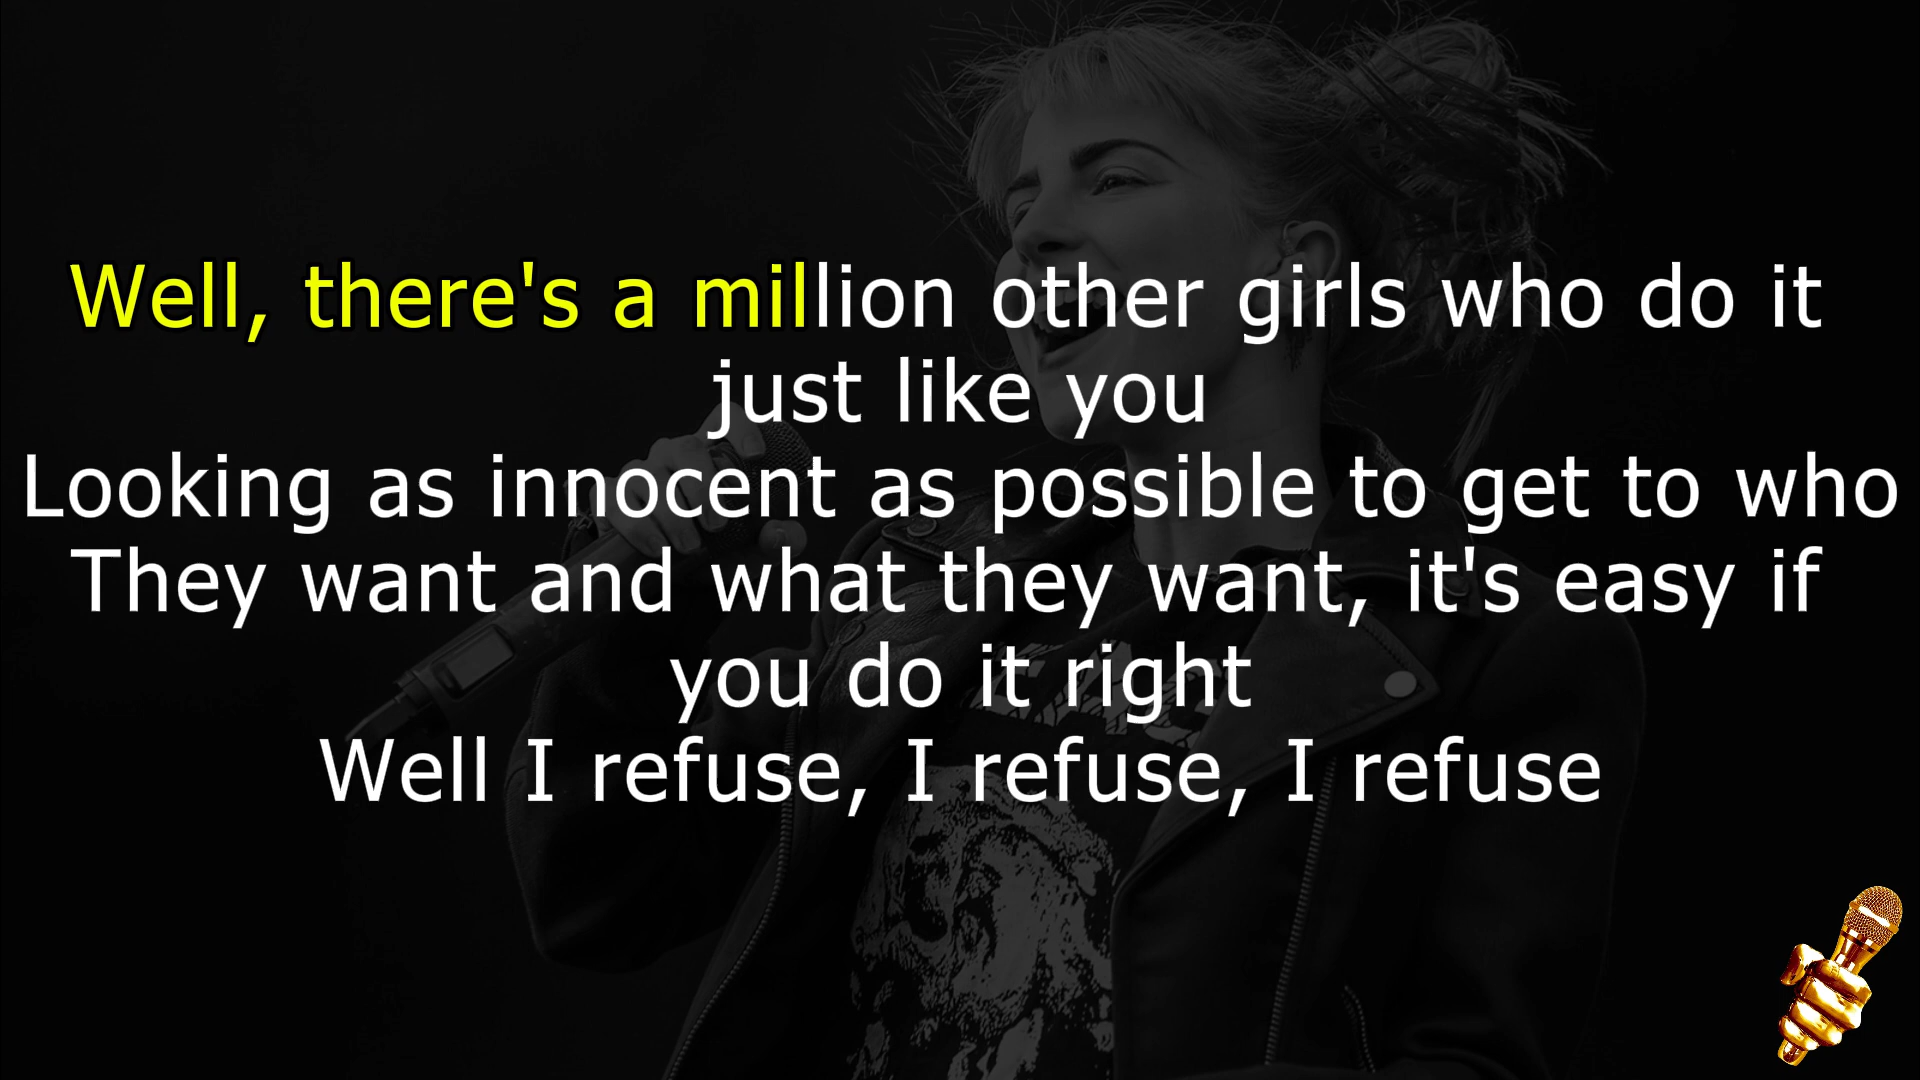 Well, there's a million other girls who do it
just like you
Looking as innocent as possible to get to who
They want and what they want, it's easy if
you do it right
Well I refuse, I refuse, I refuse